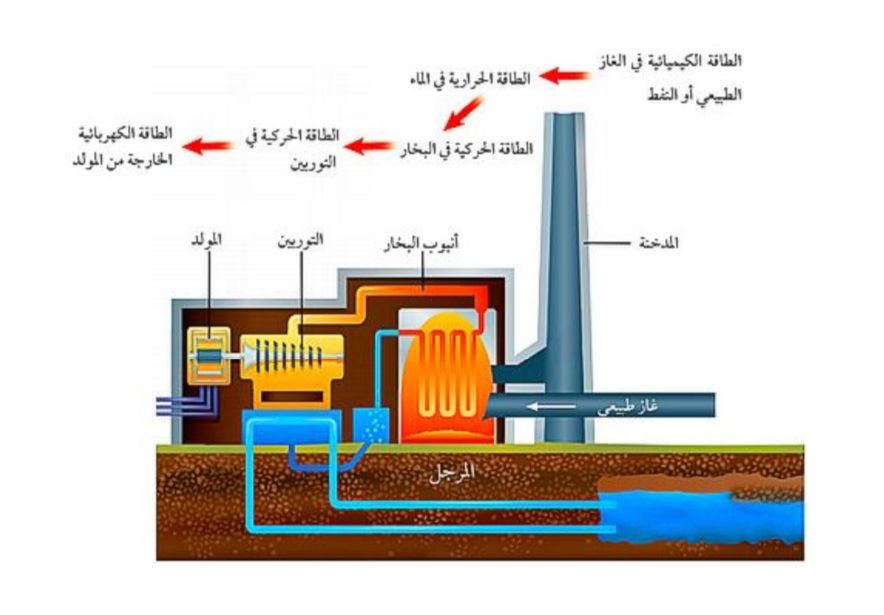 الطاقة الكيميائية في الغاز
الطبيعي أو النفط
الطاقة الحرارية في الماء
الطاقة الحركية في البخار
الطاقة الحركية في
التوربين
الطاقة الكهربائية
الخارجة من المولد
المدخنة
أنبوب البخار
التوربين
المولد
غاز طبيعي
المرجل